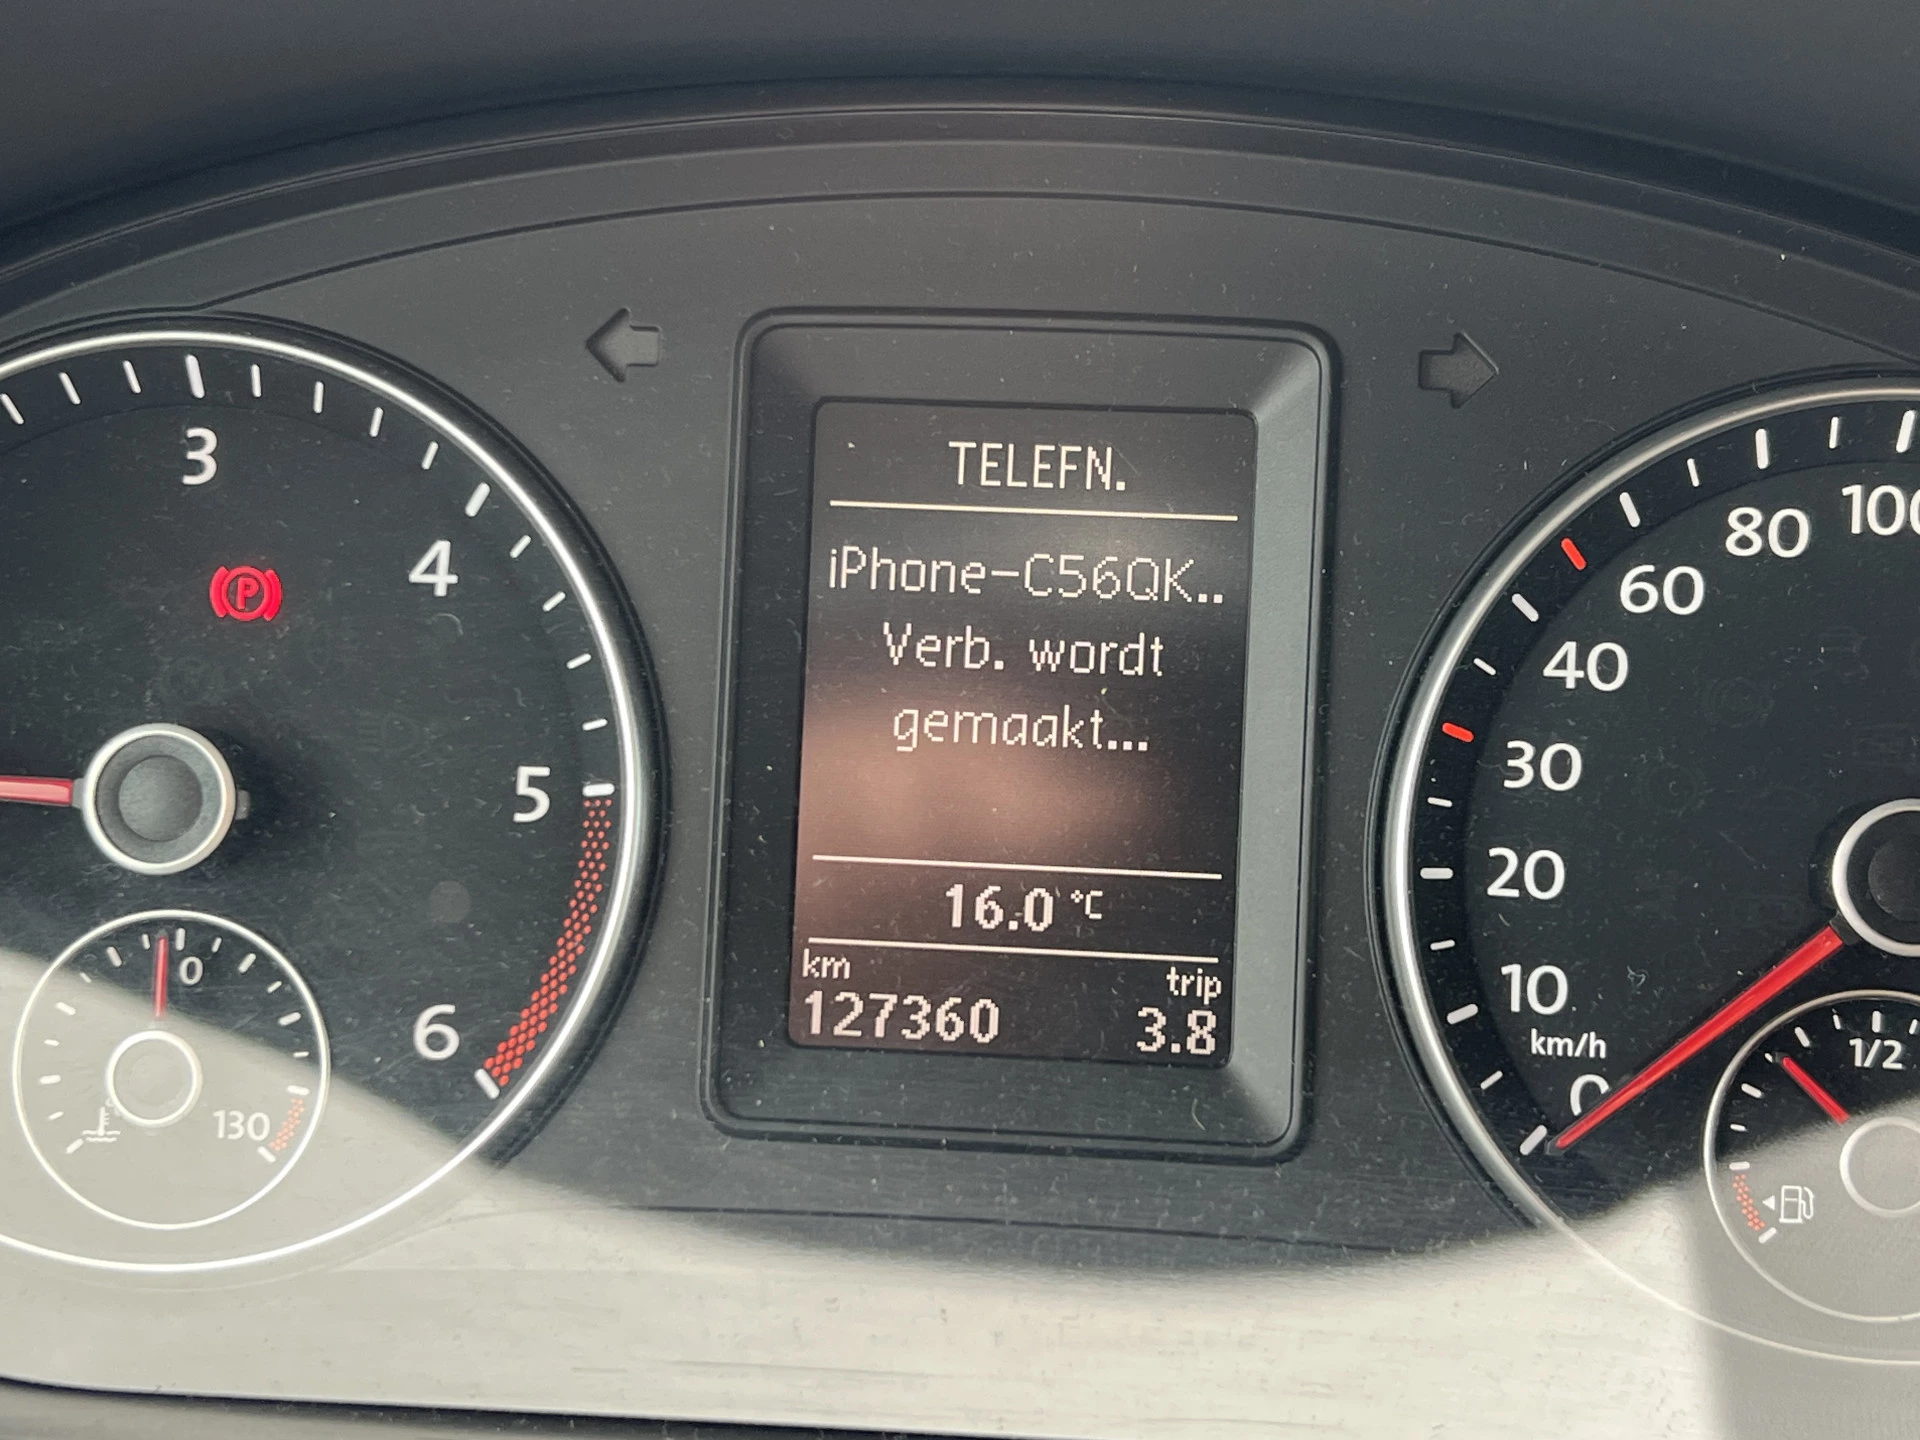 3
4
5
6
0
130
P
TELEFN.
iPhone-C56QK..
Verb. wordt
gemaakt...
16.0 °C
km
trip
127360
3.8
100
80
60
40
30
20
10
km/h
0
1/2